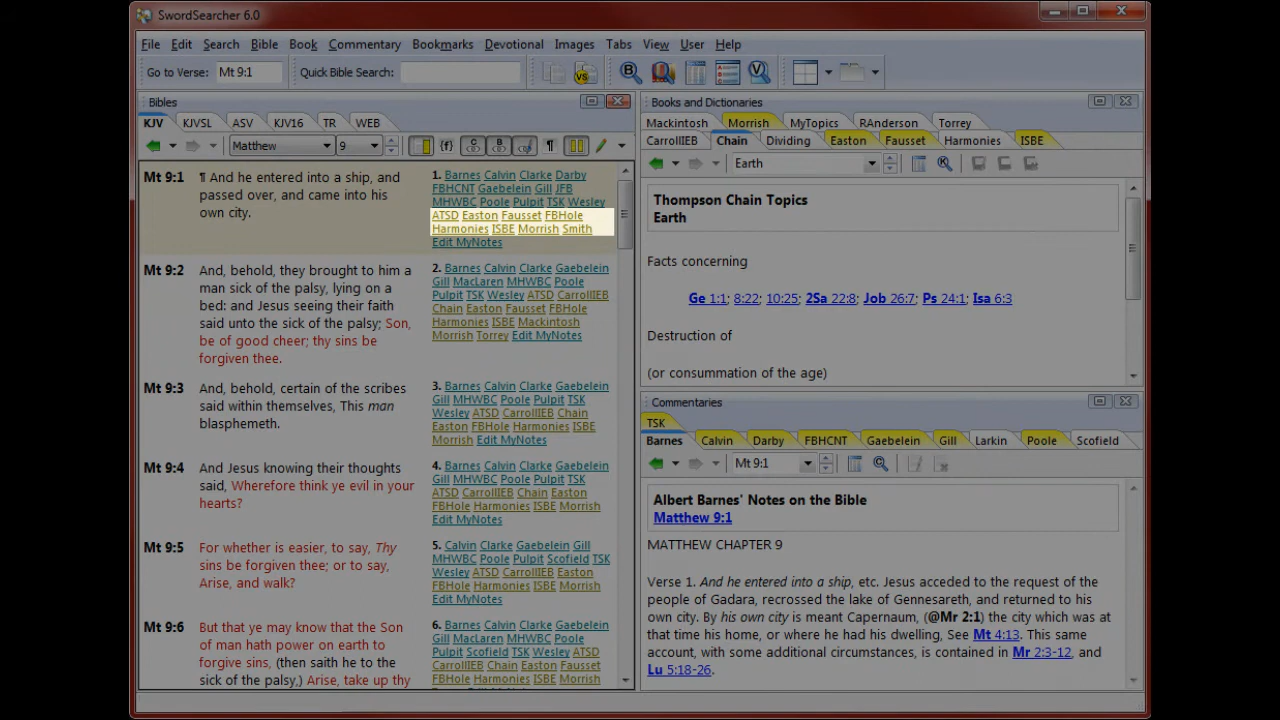 SwordSearcher 6.0
File Edit Search Bible Book Commentary Bookmarks Devotional Images Tabs View User Help
Go to Verse: Mt 9:1 Quick Bible Search:
Bibles
KJV KJVSL ASV KJV16 TR WEB
Matthew 9 {f} C B ¶
Mt 9:1 ¶ And he entered into a ship, and
passed over, and came into his
own city.
1. Barnes Calvin Clarke Darby
FBHCNT Gaebelein Gill JFB
MHWBC Poole Pulpit TSK Wesley
ATSD Easton Fausset FBHole
Harmonies ISBE Morrish Smith
Edit MyNotes
Mt 9:2 And, behold, they brought to him a
man sick of the palsy, lying on a
bed: and Jesus seeing their faith
said unto the sick of the palsy; Son,
be of good cheer; thy sins be
forgiven thee.
2. Barnes Calvin Clarke Gaebelein
Gill MacLaren MHWBC Poole
Pulpit TSK Wesley ATSD CarrollIEB
Chain Easton Fausset FBHole
Harmonies ISBE Mackintosh
Morrish Torrey Edit MyNotes
Mt 9:3 And, behold, certain of the scribes
said within themselves, This man
blasphemeth.
3. Barnes Calvin Clarke Gaebelein
Gill MHWBC Poole Pulpit TSK
Wesley ATSD CarrollIEB Chain
Easton FBHole Harmonies ISBE
Morrish Edit MyNotes
Mt 9:4 And Jesus knowing their thoughts
said, Wherefore think ye evil in your
hearts?
4. Barnes Calvin Clarke Gaebelein
Gill MHWBC Poole Pulpit TSK
ATSD CarrollIEB Chain Easton
FBHole Harmonies ISBE Morrish
Edit MyNotes
Mt 9:5 For whether is easier, to say, Thy
sins be forgiven thee; or to say,
Arise, and walk?
5. Calvin Clarke Gaebelein Gill
MHWBC Poole Pulpit Scofield TSK
Wesley ATSD CarrollIEB Easton
FBHole Harmonies ISBE Morrish
Edit MyNotes
Mt 9:6 But that ye may know that the Son
of man hath power on earth to
forgive sins, (then saith he to the
sick of the palsy,) Arise, take up thy
6. Barnes Calvin Clarke Gaebelein
Gill MacLaren MHWBC Poole
Pulpit Scofield TSK Wesley ATSD
CarrollIEB Chain Easton Fausset
FBHole Harmonies ISBE Morrish
Books and Dictionaries
Mackintosh Morrish MyTopics RAnderson Torrey
CarrollIEB Chain Dividing Easton Fausset Harmonies ISBE
Earth
Thompson Chain Topics
Earth
Facts concerning
Ge 1:1; 8:22; 10:25; 2Sa 22:8; Job 26:7; Ps 24:1; Isa 6:3
Destruction of
(or consummation of the age)
Commentaries
TSK
Barnes Calvin Darby FBHCNT Gaebelein Gill Larkin Poole Scofield
Mt 9:1
Albert Barnes' Notes on the Bible
Matthew 9:1
MATTHEW CHAPTER 9
Verse 1. And he entered into a ship, etc. Jesus acceded to the request of the
people of Gadara, recrossed the lake of Gennesareth, and returned to his
own city. By his own city is meant Capernaum, (@Mr 2:1) the city which was at
that time his home, or where he had his dwelling, See Mt 4:13. This same
account, with some additional circumstances, is contained in Mr 2:3-12, and
Lu 5:18-26.